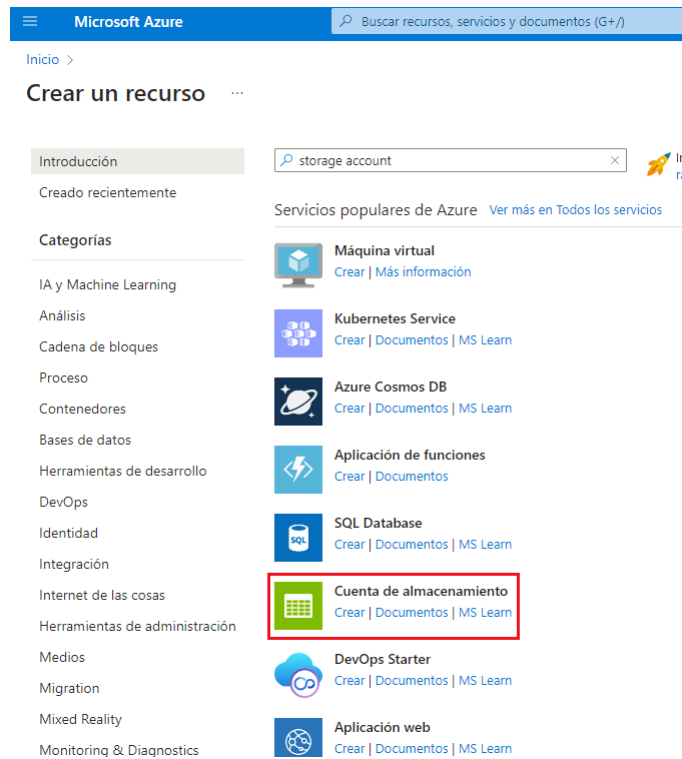 Microsoft Azure
Buscar recursos, servicios y documentos (G+/)
Inicio >
Crear un recurso ...
Introducción
Creado recientemente
Categorías
IA y Machine Learning
Análisis
Cadena de bloques
Proceso
Contenedores
Bases de datos
Herramientas de desarrollo
DevOps
Identidad
Integración
Internet de las cosas
Herramientas de administración
Medios
Migration
Mixed Reality
Monitoring & Diagnostics
storage account
Servicios populares de Azure Ver más en Todos los servicios
Máquina virtual
Crear | Más información
Kubernetes Service
Crear | Documentos | MS Learn
Azure Cosmos DB
Crear | Documentos | MS Learn
Aplicación de funciones
Crear | Documentos
SQL
SQL Database
Crear | Documentos | MS Learn
Cuenta de almacenamiento
Crear | Documentos | MS Learn
DevOps Starter
Crear | Documentos | MS Learn
Aplicación web
Crear | Documentos | MS Learn